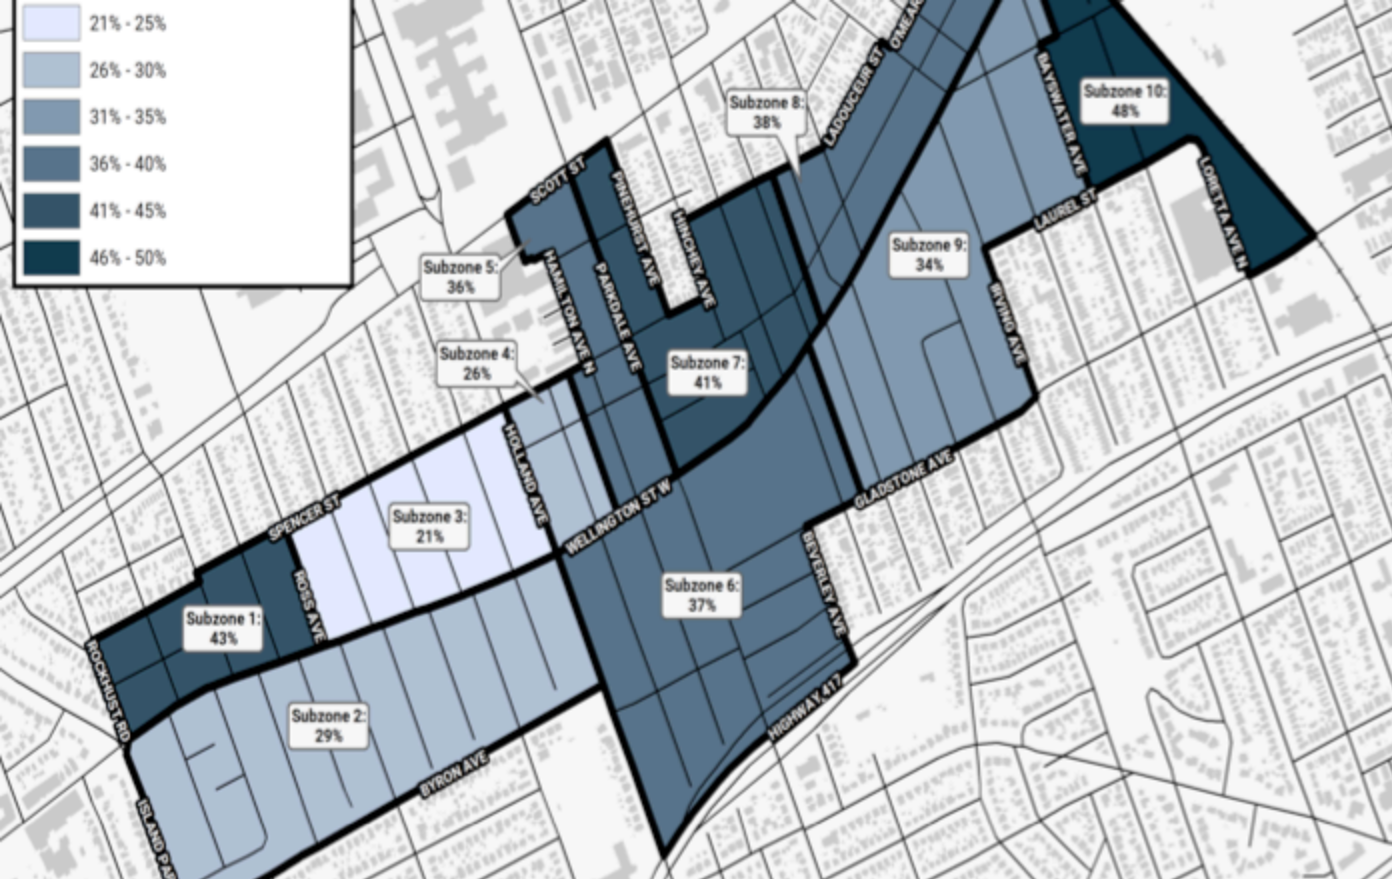 21% - 25%
26% - 30%
31% - 35%
36% - 40%
41% - 45%
46% - 50%
LADOUCEUR ST
BAYSWATER AVE
Subzone 10:
48%
Subzone 8:
38%
SCOTT ST
PINEHURST AVE
HINCHEY AVE
LAUREL ST
LORETTA AVE N
Subzone 9:
34%
Subzone 5:
36%
HAMILTON AVE N
PARKDALE AVE
IRVING AVE
Subzone 4:
26%
Subzone 7:
41%
HOLLAND AVE
WELLINGTON ST W
GLADSTONE AVE
SPENCER ST
Subzone 3:
21%
ROSS AVE
BEVERLEY AVE
Subzone 6:
37%
Subzone 1:
43%
ROCKHUST RD
HIGHWAY 417
Subzone 2:
29%
BYRON AVE
ISLAND PA